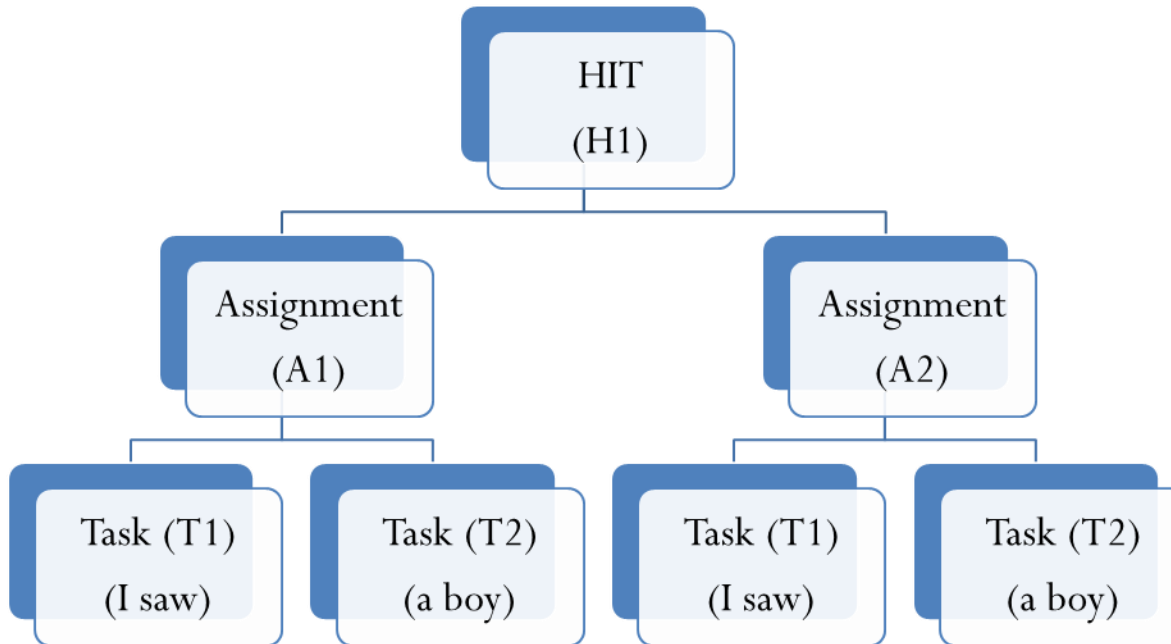 HIT
(H1)
Assignment
(A1)
Assignment
(A2)
Task (T1)
(I saw)
Task (T2)
(a boy)
Task (T1)
(I saw)
Task (T2)
(a boy)